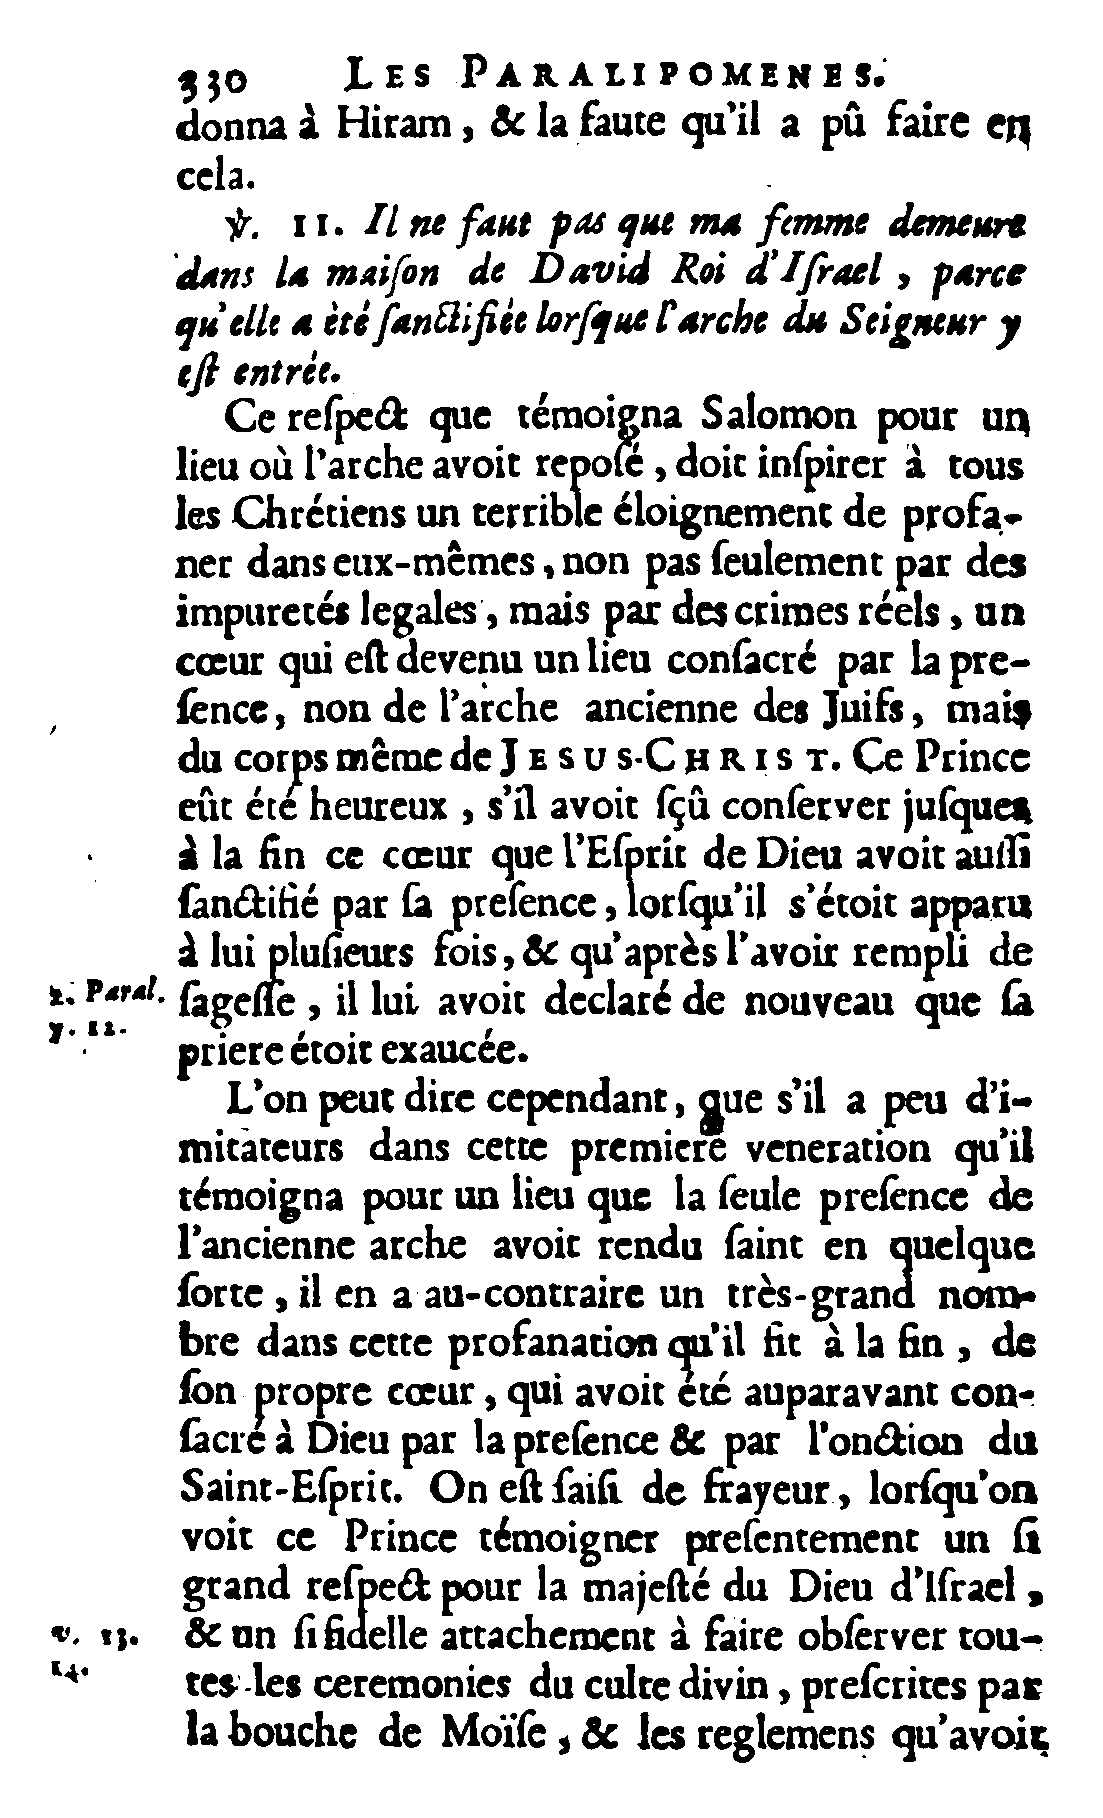 330 LES PARALIPOMENES.
donna à Hiram, & la faute qu'il a pû faire en
cela.
℣. 11. Il ne faut pas que ma femme demeure
dans la maiſon de David Roi d'Iſrael, parce
qu'elle a èté ſanctifiée lorſque l'arche du Seigneur y
eſt entrée.
Ce reſpect que témoigna Salomon pour un
lieu où l'arche avoit repoſé, doit inſpirer à tous
les Chrétiens un terrible éloignement de profa-
ner dans eux-mêmes, non pas ſeulement par des
impuretés legales, mais par des crimes réels, un
cœur qui eſt devenu un lieu conſacré par la pre-
ſence, non de l'arche ancienne des Juifs, mais
du corps même de JESUS-CHRIST. Ce Prince
eût été heureux, s'il avoit ſçû conſerver juſques
à la fin ce cœur que l'Eſprit de Dieu avoit auſſi
ſanctifié par ſa preſence, lorſqu'il s'étoit apparu
à lui pluſieurs fois, & qu'après l'avoir rempli de
2. Paral. ſageſſe, il lui avoit declaré de nouveau que ſa
7. 12. priere étoit exaucée.
L'on peut dire cependant, que s'il a peu d'i-
mitateurs dans cette premiere veneration qu'il
témoigna pour un lieu que la ſeule preſence de
l'ancienne arche avoit rendu ſaint en quelque
ſorte, il en a au-contraire un très-grand nom-
bre dans cette profanation qu'il fit à la fin, de
ſon propre cœur, qui avoit été auparavant con-
ſacré à Dieu par la preſence & par l'onction du
Saint-Eſprit. On eſt ſaiſi de frayeur, lorſqu'on
voit ce Prince témoigner preſentement un ſi
grand reſpect pour la majeſté du Dieu d'Iſrael,
v. 13. & un ſi fidelle attachement à faire obſerver tou-
14. tes les ceremonies du culte divin, preſcrites par
la bouche de Moïſe, & les reglemens qu'avoit